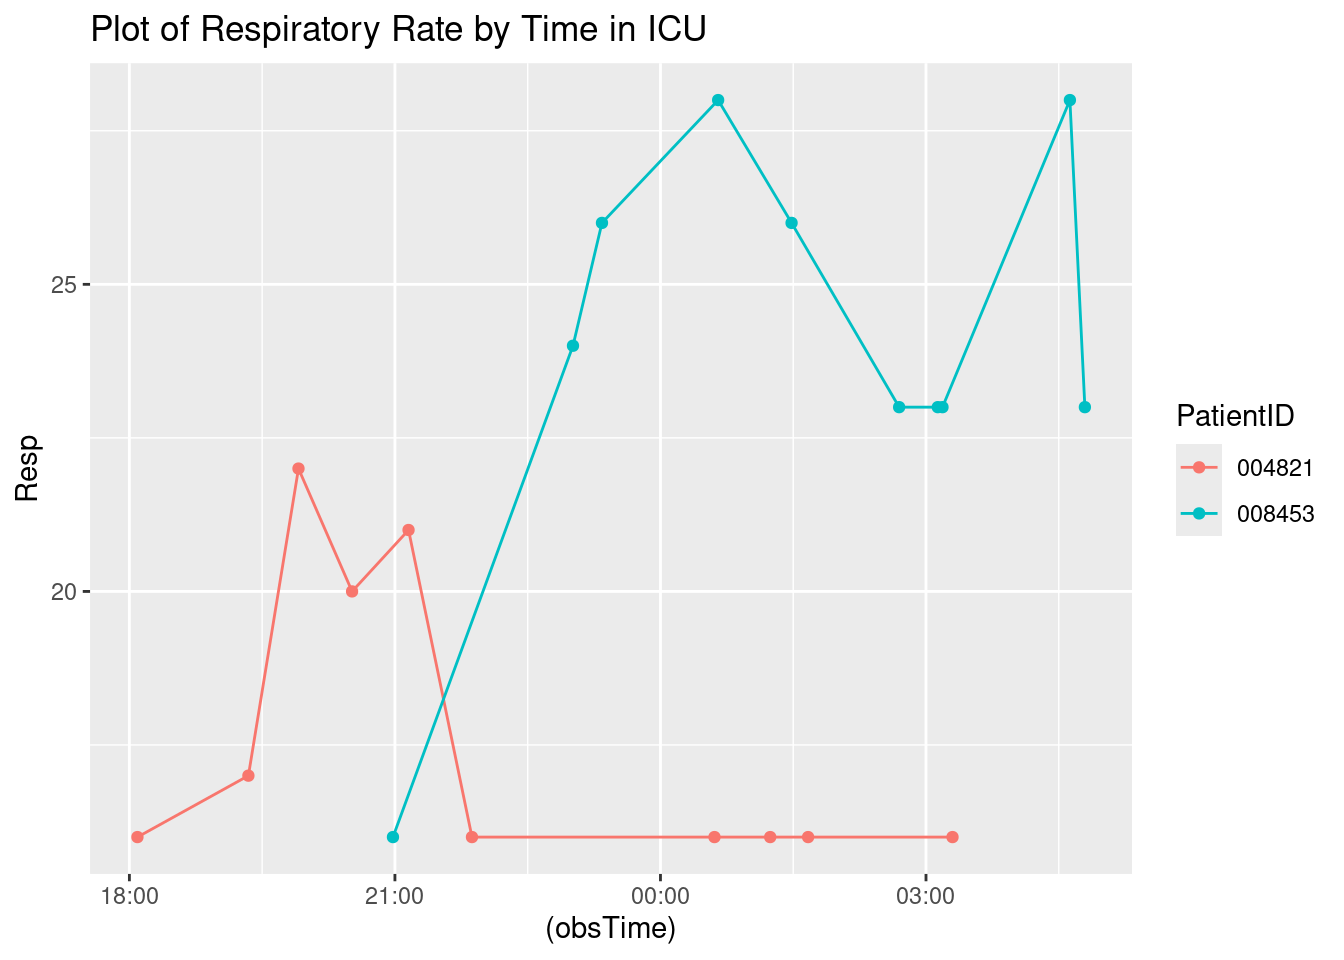 Plot of Respiratory Rate by Time in ICU
25
20
Resp
18:00
21:00
00:00
03:00
(obsTime)
PatientID
004821
008453